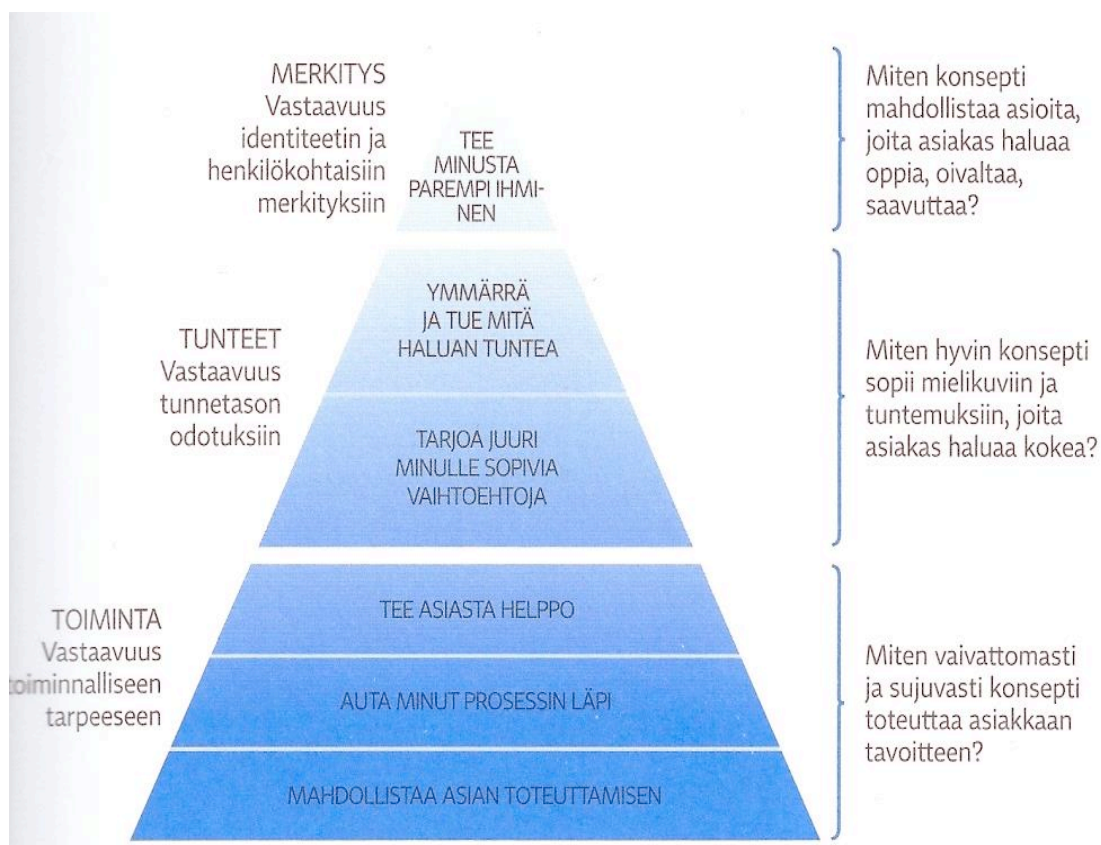 MERKITYS
Vastaavuus
identiteetin ja
henkilökohtaisiin
merkityksiin
TEE
MINUSTA
PAREMPI IHMI-
NEN
Miten konsepti
mahdollistaa asioita,
joita asiakas haluaa
oppia, oivaltaa,
saavuttaa?
TUNTEET
Vastaavuus
tunnetason
odotuksiin
YMMÄRRÄ
JA TUE MITÄ
HALUAN TUNTEA
TARJOA JUURI
MINULLE SOPIVIA
VAIHTOEHTOJA
Miten hyvin konsepti
sopii mielikuviin ja
tuntemuksiin, joita
asiakas haluaa kokea?
TOIMINTA
Vastaavuus
toiminnalliseen
tarpeeseen
TEE ASIASTA HELPPO
AUTA MINUT PROSESSIN LÄPI
MAHDOLLISTAA ASIAN TOTEUTTAMISEN
Miten vaivattomasti
ja sujuvasti konsepti
toteuttaa asiakkaan
tavoitteen?